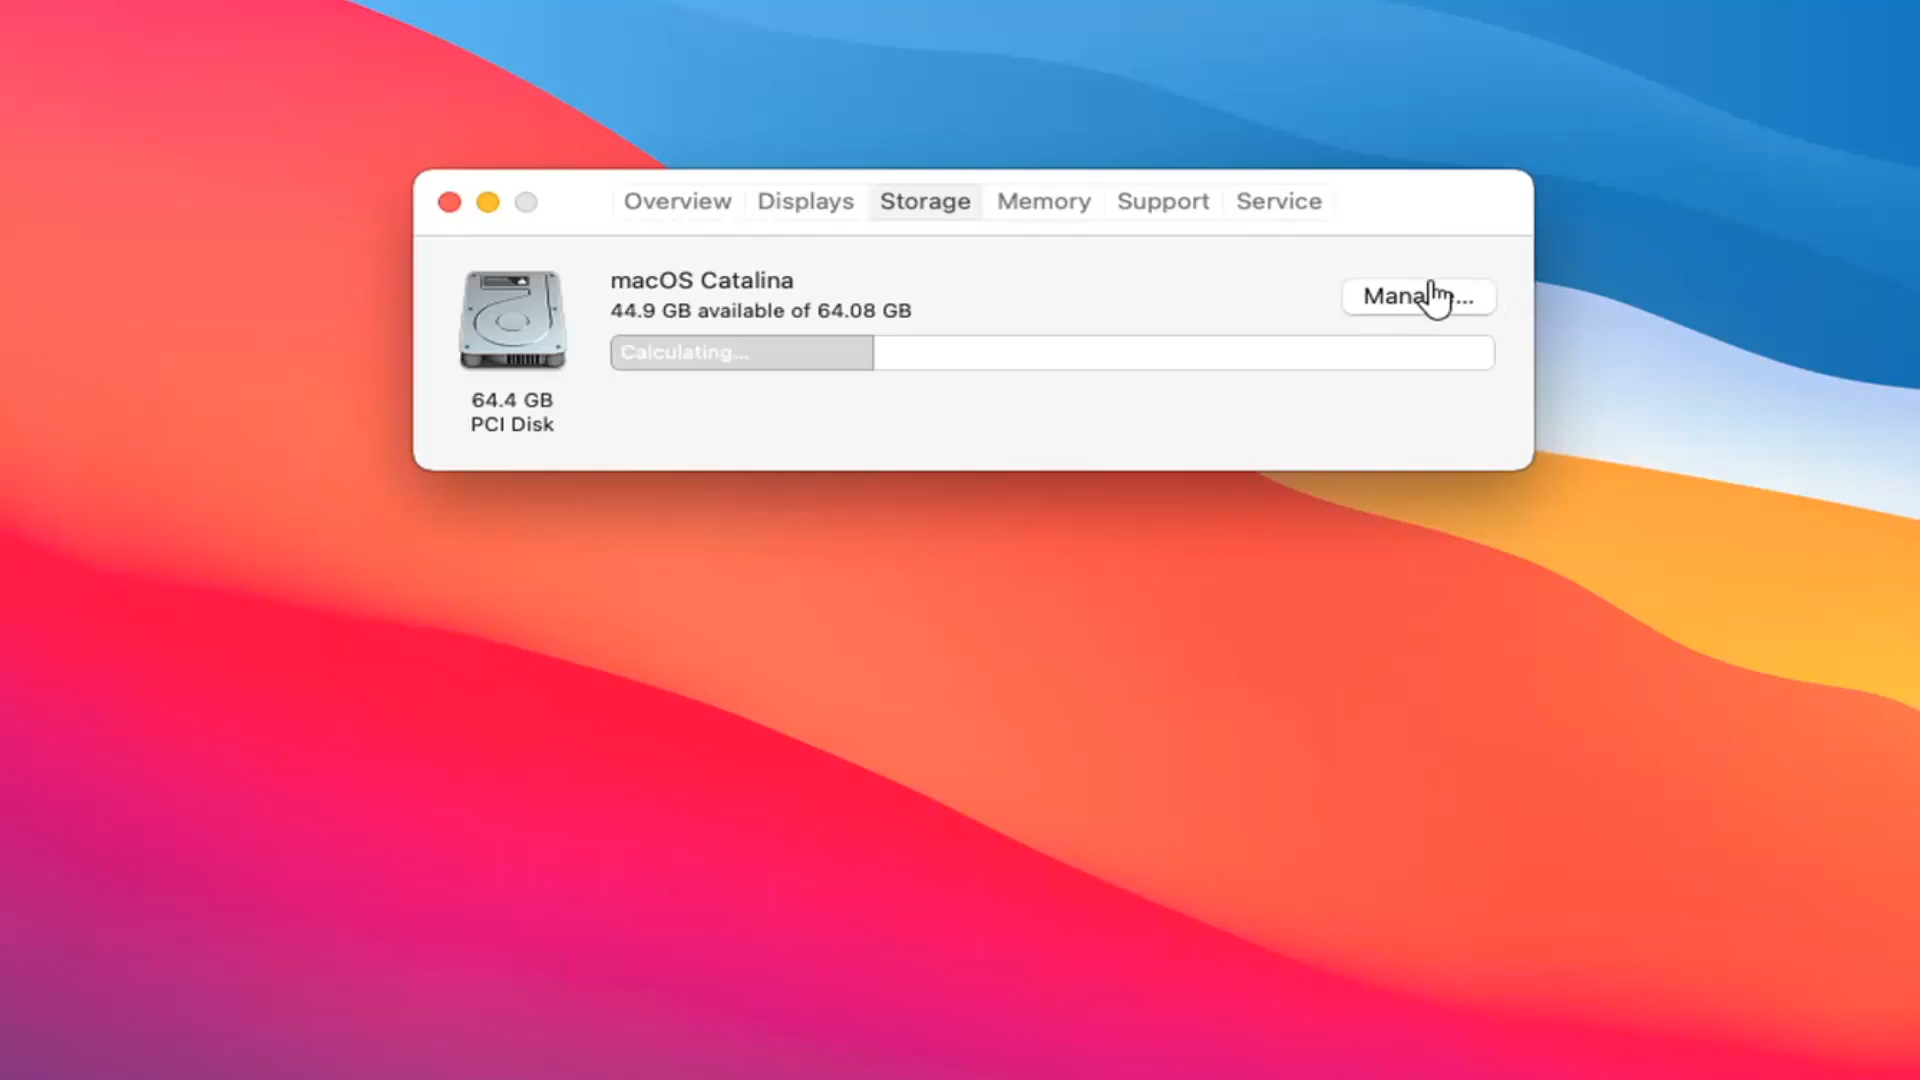 Overview Displays Storage Memory Support Service
macOS Catalina
44.9 GB available of 64.08 GB
Calculating...
64.4 GB
PCI Disk